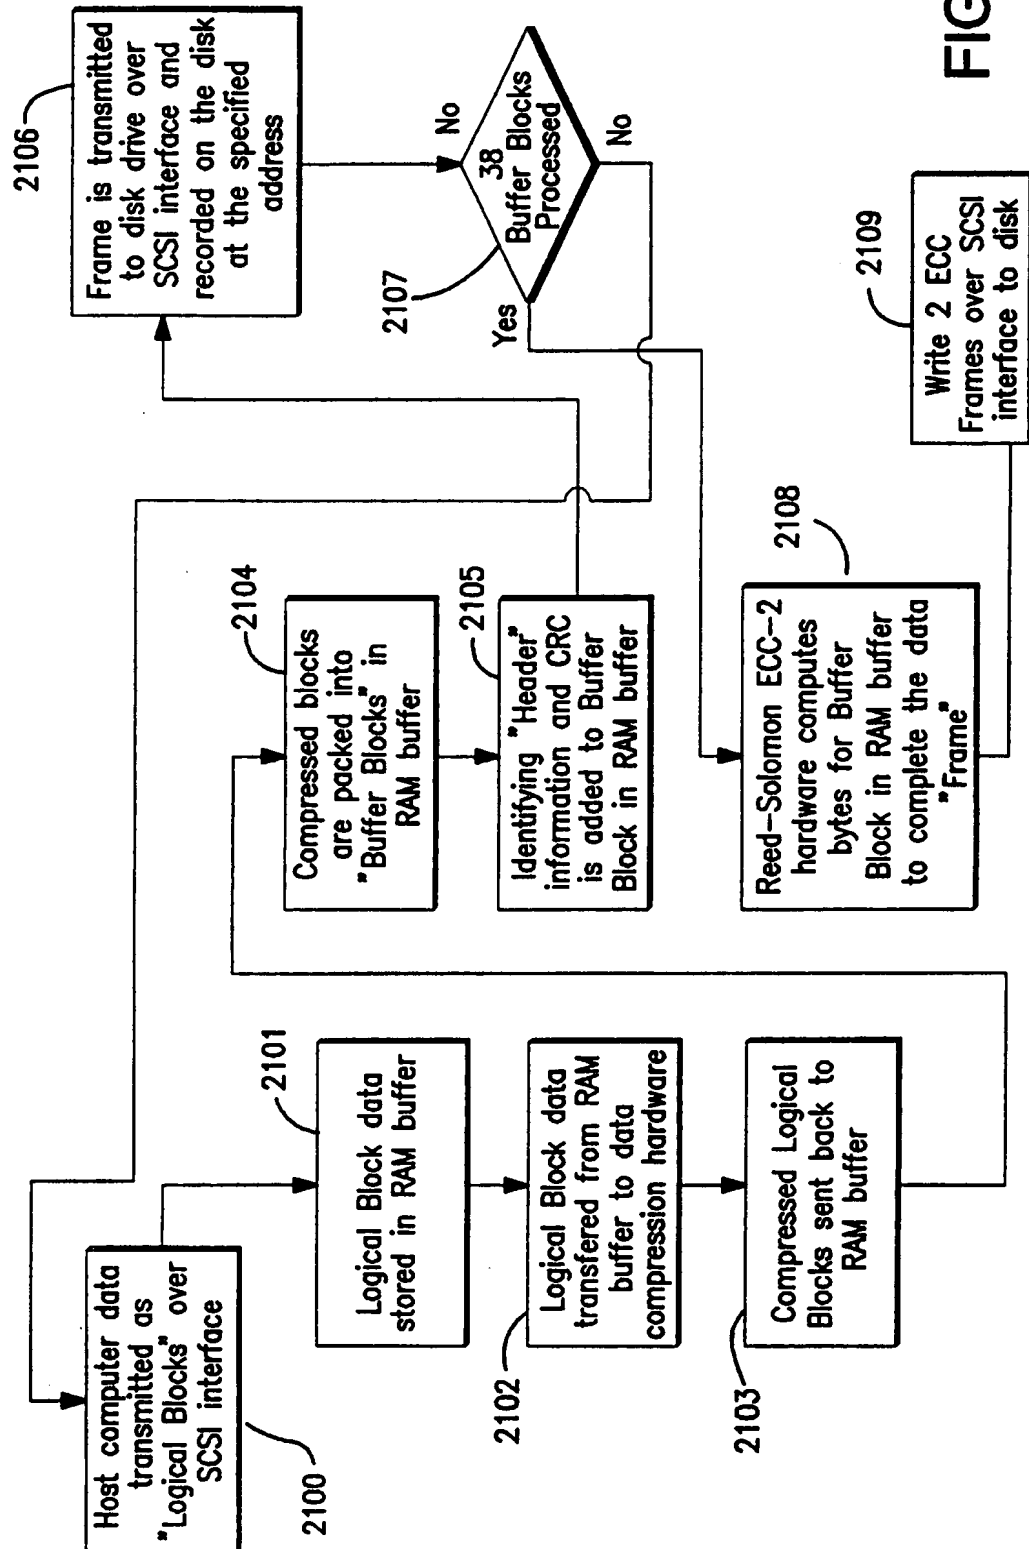 Host computer data
transmitted as
"Logical Blocks" over
SCSI interface
2100
Logical Block data
stored in RAM buffer
2101
Logical Block data
transfered from RAM
buffer to data
compression hardware
2102
Compressed Logical
Blocks sent back to
RAM buffer
2103
Compressed blocks
are packed into
"Buffer Blocks" in
RAM buffer
2104
Identifying "Header"
information and CRC
is added to Buffer
Block in RAM buffer
2105
Frame is transmitted
to disk drive over
SCSI interface and
recorded on the disk
at the specified
address
2106
No
38
Buffer Blocks
Processed
2107
Yes
No
Reed-Solomon ECC-2
hardware computes
bytes for Buffer
Block in RAM buffer
to complete the data
"Frame"
2108
Write 2 ECC
Frames over SCSI
interface to disk
2109
FIG